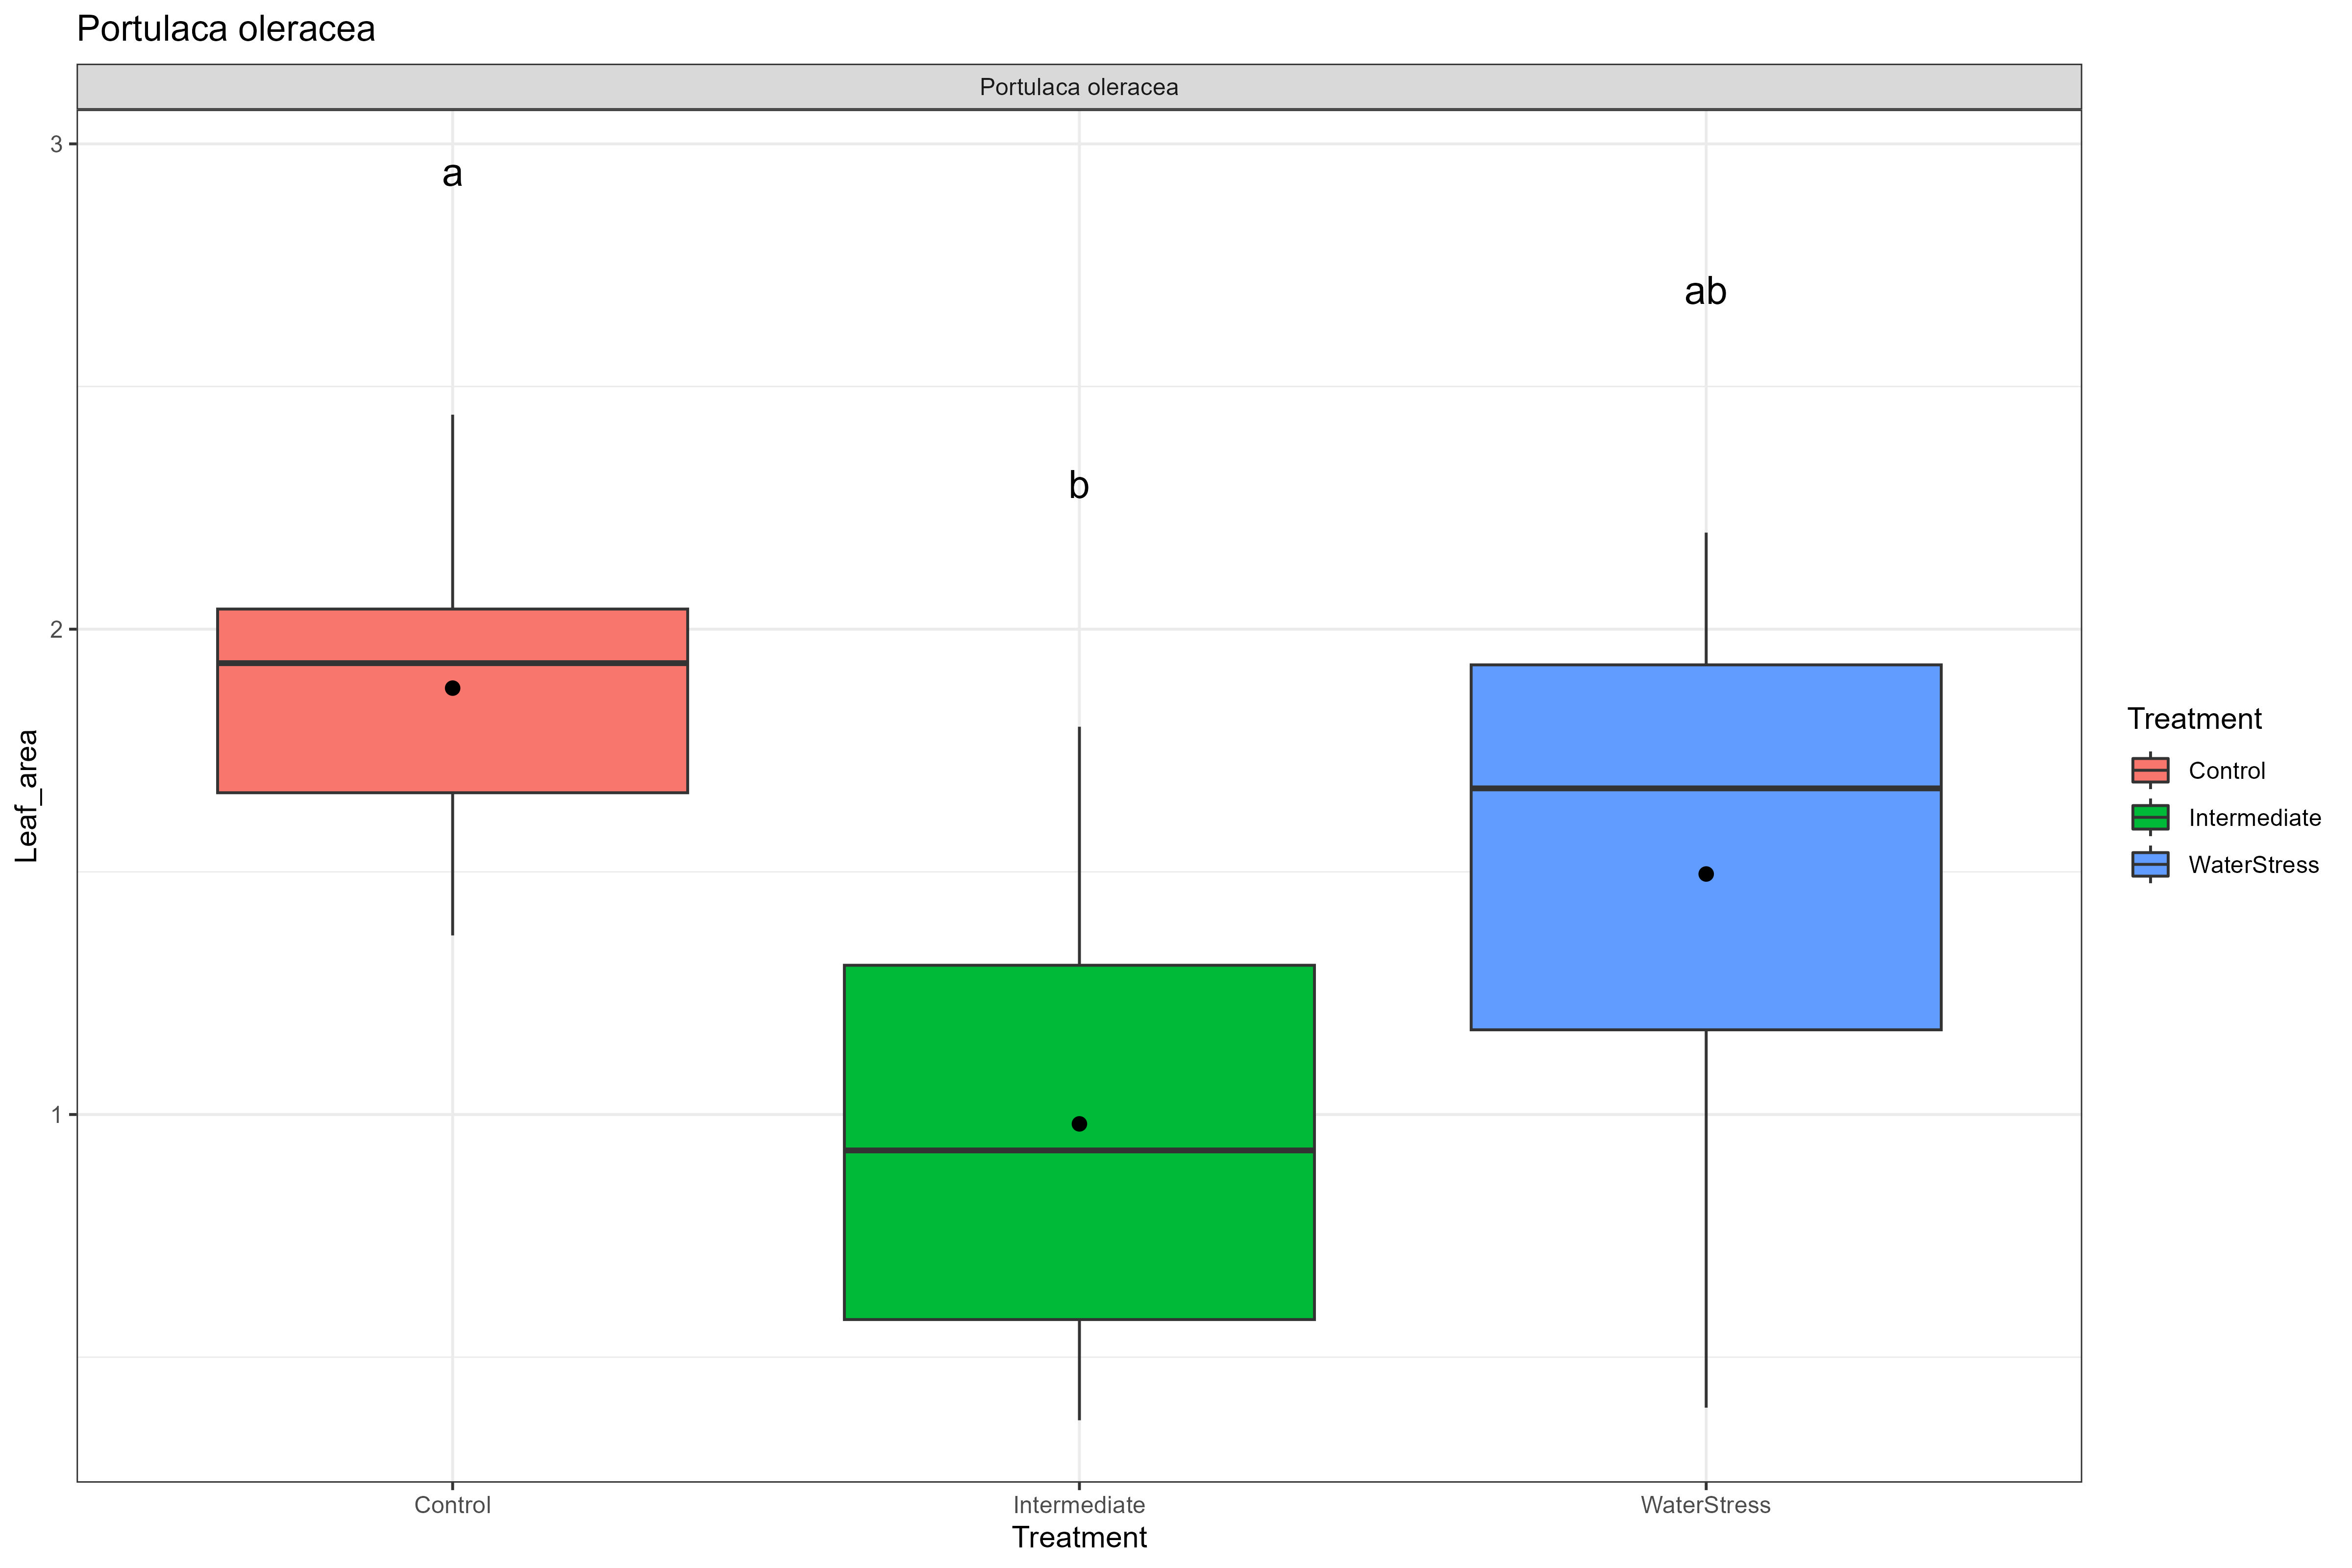 Portulaca oleracea
Portulaca oleracea
3
a
ab
b
2
1
Leaf_area
Control
Intermediate
WaterStress
Treatment
Treatment
Control
Intermediate
WaterStress